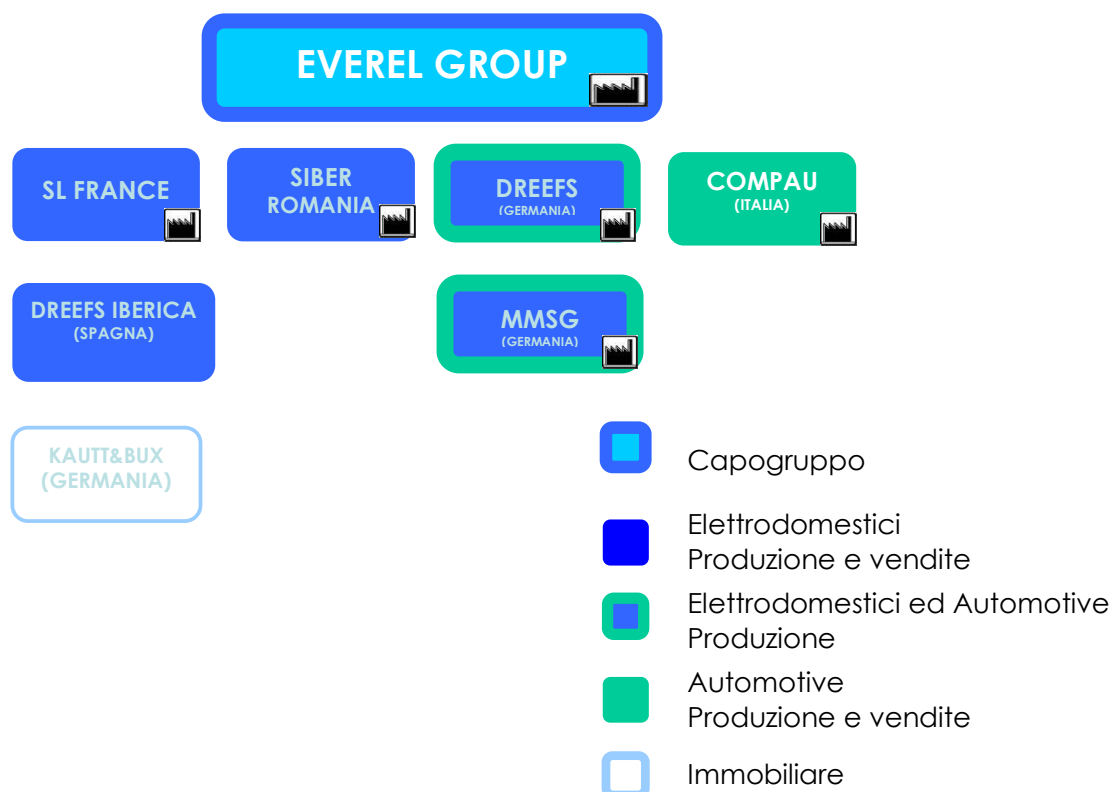 EVEREL GROUP
SL FRANCE
SIBER
ROMANIA
DREEFS
(GERMANIA)
COMPAU
(ITALIA)
DREEFS IBERICA
(SPAGNA)
MMSG
(GERMANIA)
KAUTT&BUX
(GERMANIA)
Capogruppo
Elettrodomestici
Produzione e vendite
Elettrodomestici ed Automotive
Produzione
Automotive
Produzione e vendite
Immobiliare